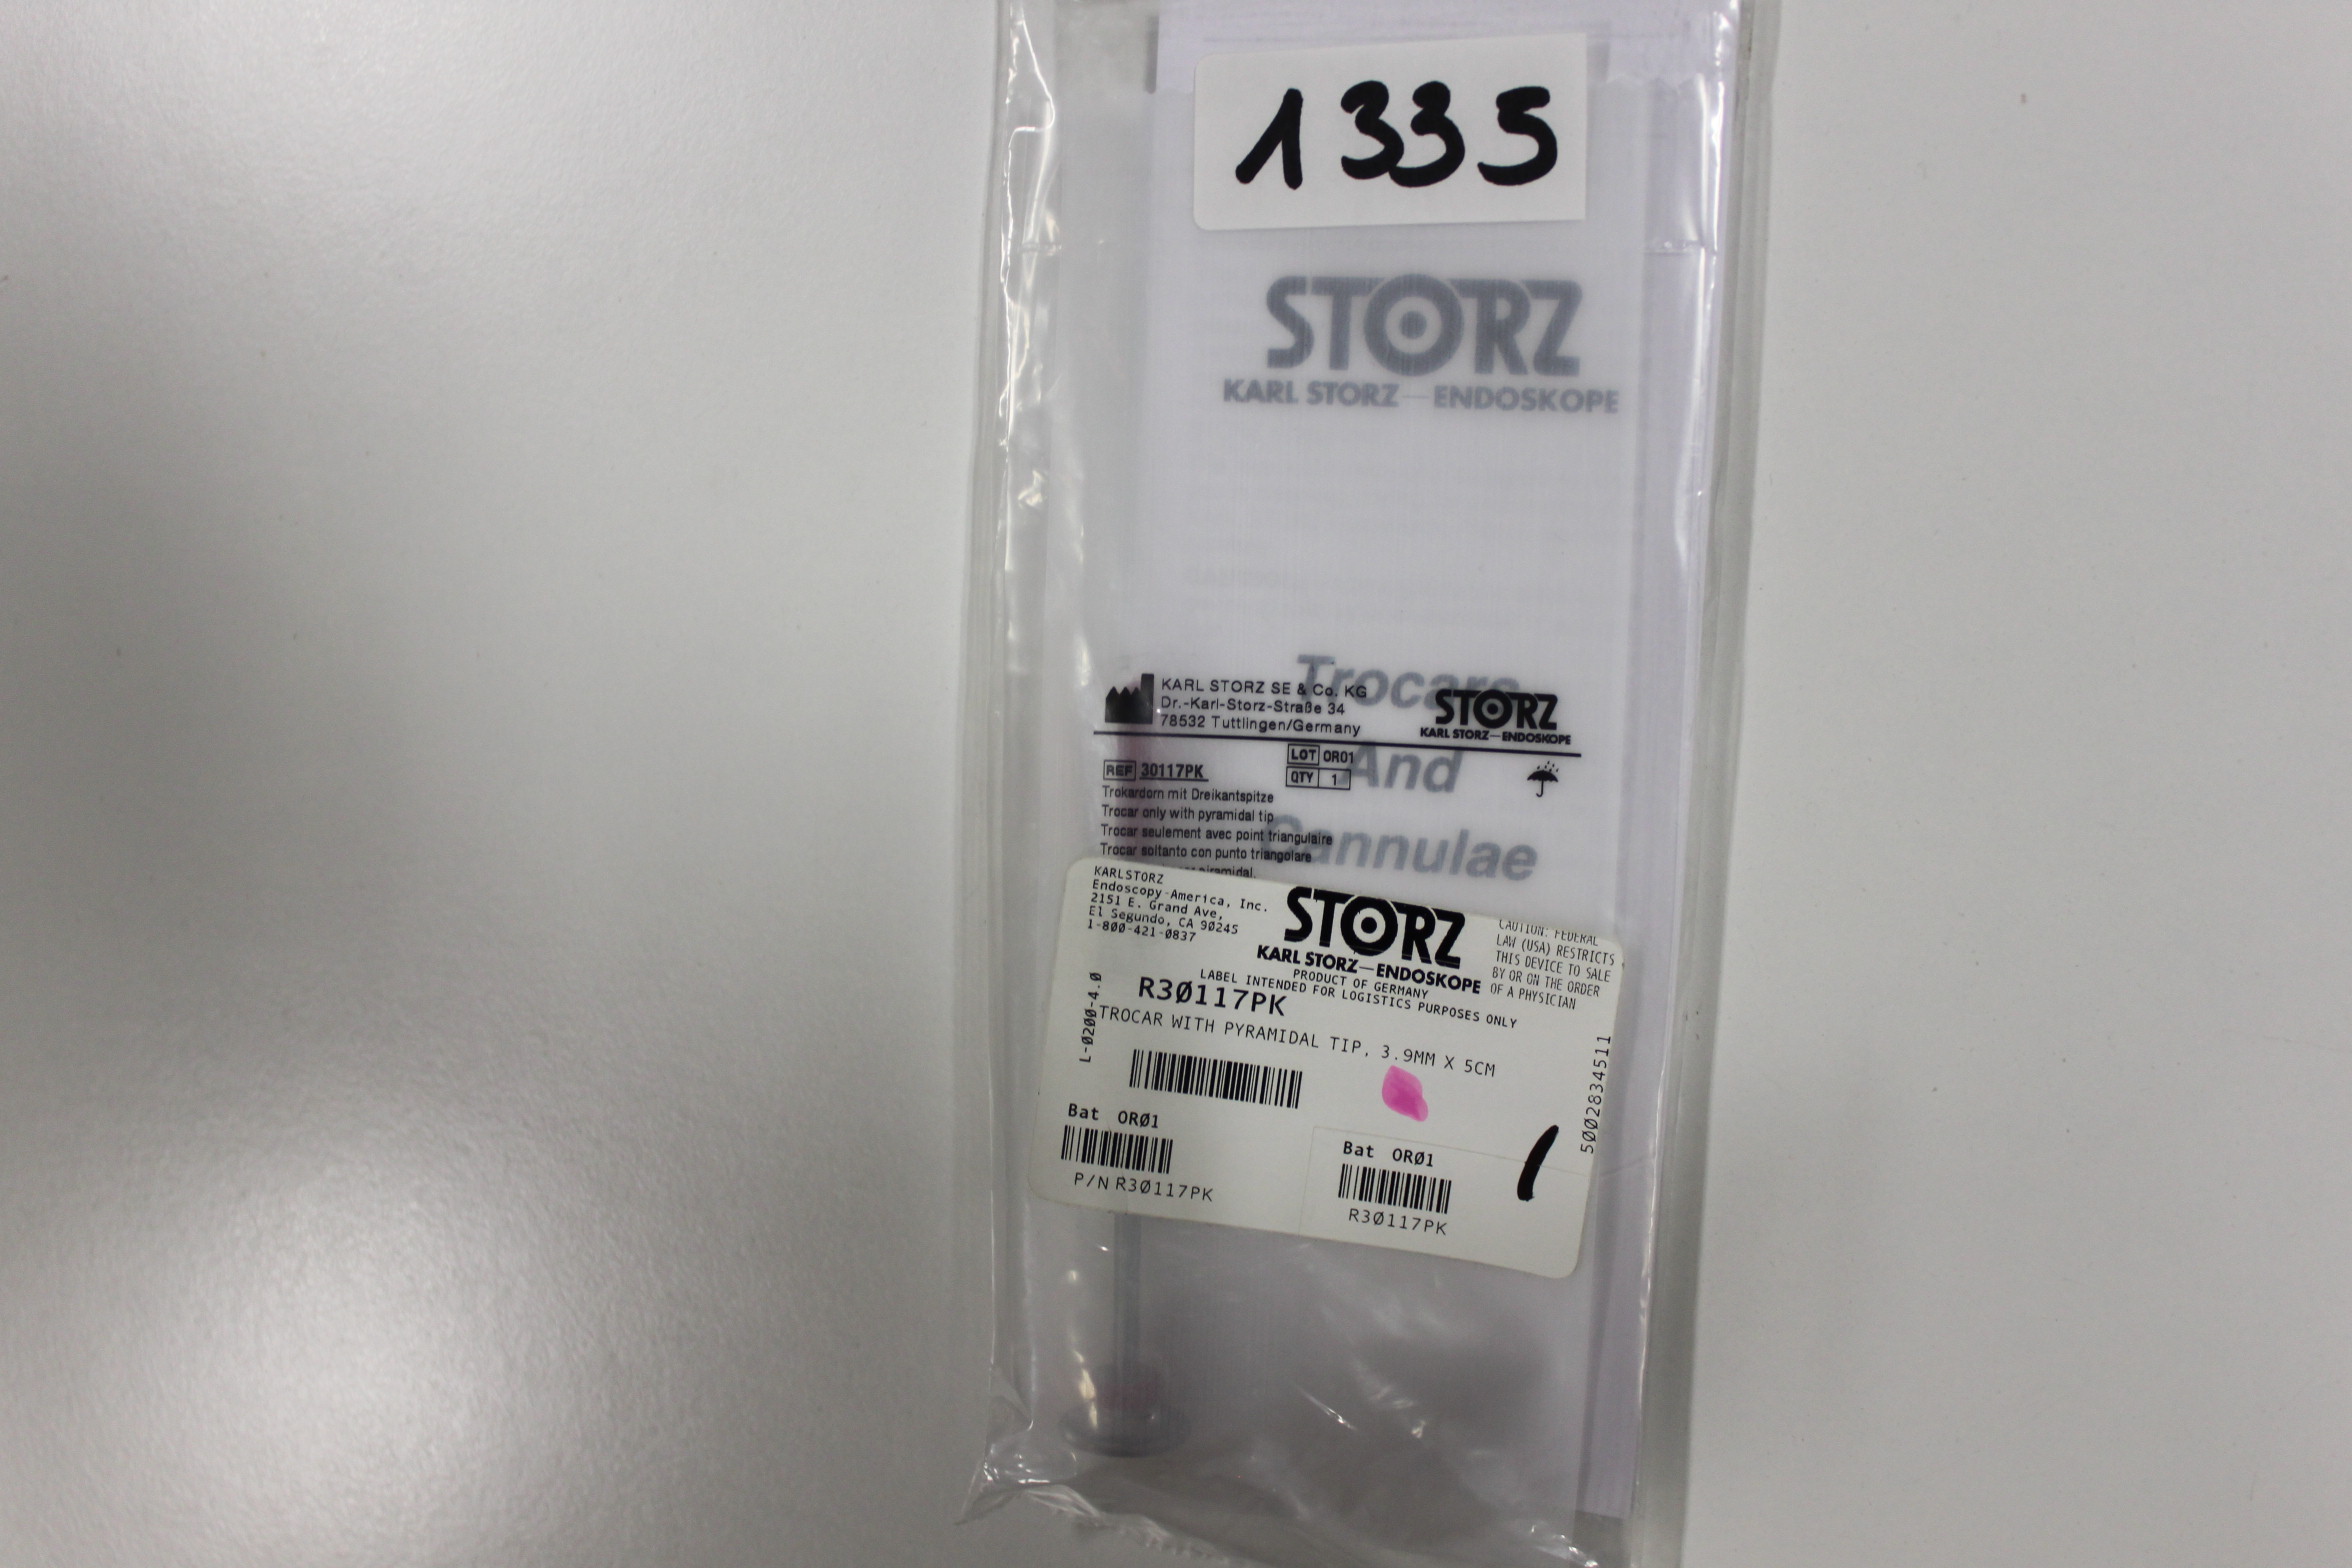 1335
STORZ
KARL STORZ—ENDOSKOPE
Trocars
And
Cannulae
KARL STORZ SE & Co. KG
Dr.-Karl-Storz-Straße 34
78532 Tuttlingen/Germany
STORZ
KARL STORZ—ENDOSKOPE
LOT OR01
REF 30117PK
QTY 1
Trokardorn mit Dreikantspitze
Trocar only with pyramidal tip
Trocar seulement avec point triangulaire
Trocar soltanto con punto triangolare
piramidal.
KARLSTORZ
Endoscopy-America, Inc.
2151 E. Grand Ave,
El Segundo, CA 90245
1-800-421-0837
STORZ
KARL STORZ—ENDOSKOPE
CAUTION: FEDERAL
LAW (USA) RESTRICTS
THIS DEVICE TO SALE
BY OR ON THE ORDER
OF A PHYSICIAN
PRODUCT OF GERMANY
LABEL INTENDED FOR LOGISTICS PURPOSES ONLY
R30117PK
TROCAR WITH PYRAMIDAL TIP, 3.9MM X 5CM
L-0200-4.0
5002834511
Bat OR01
P/N R30117PK
Bat OR01
R30117PK
1